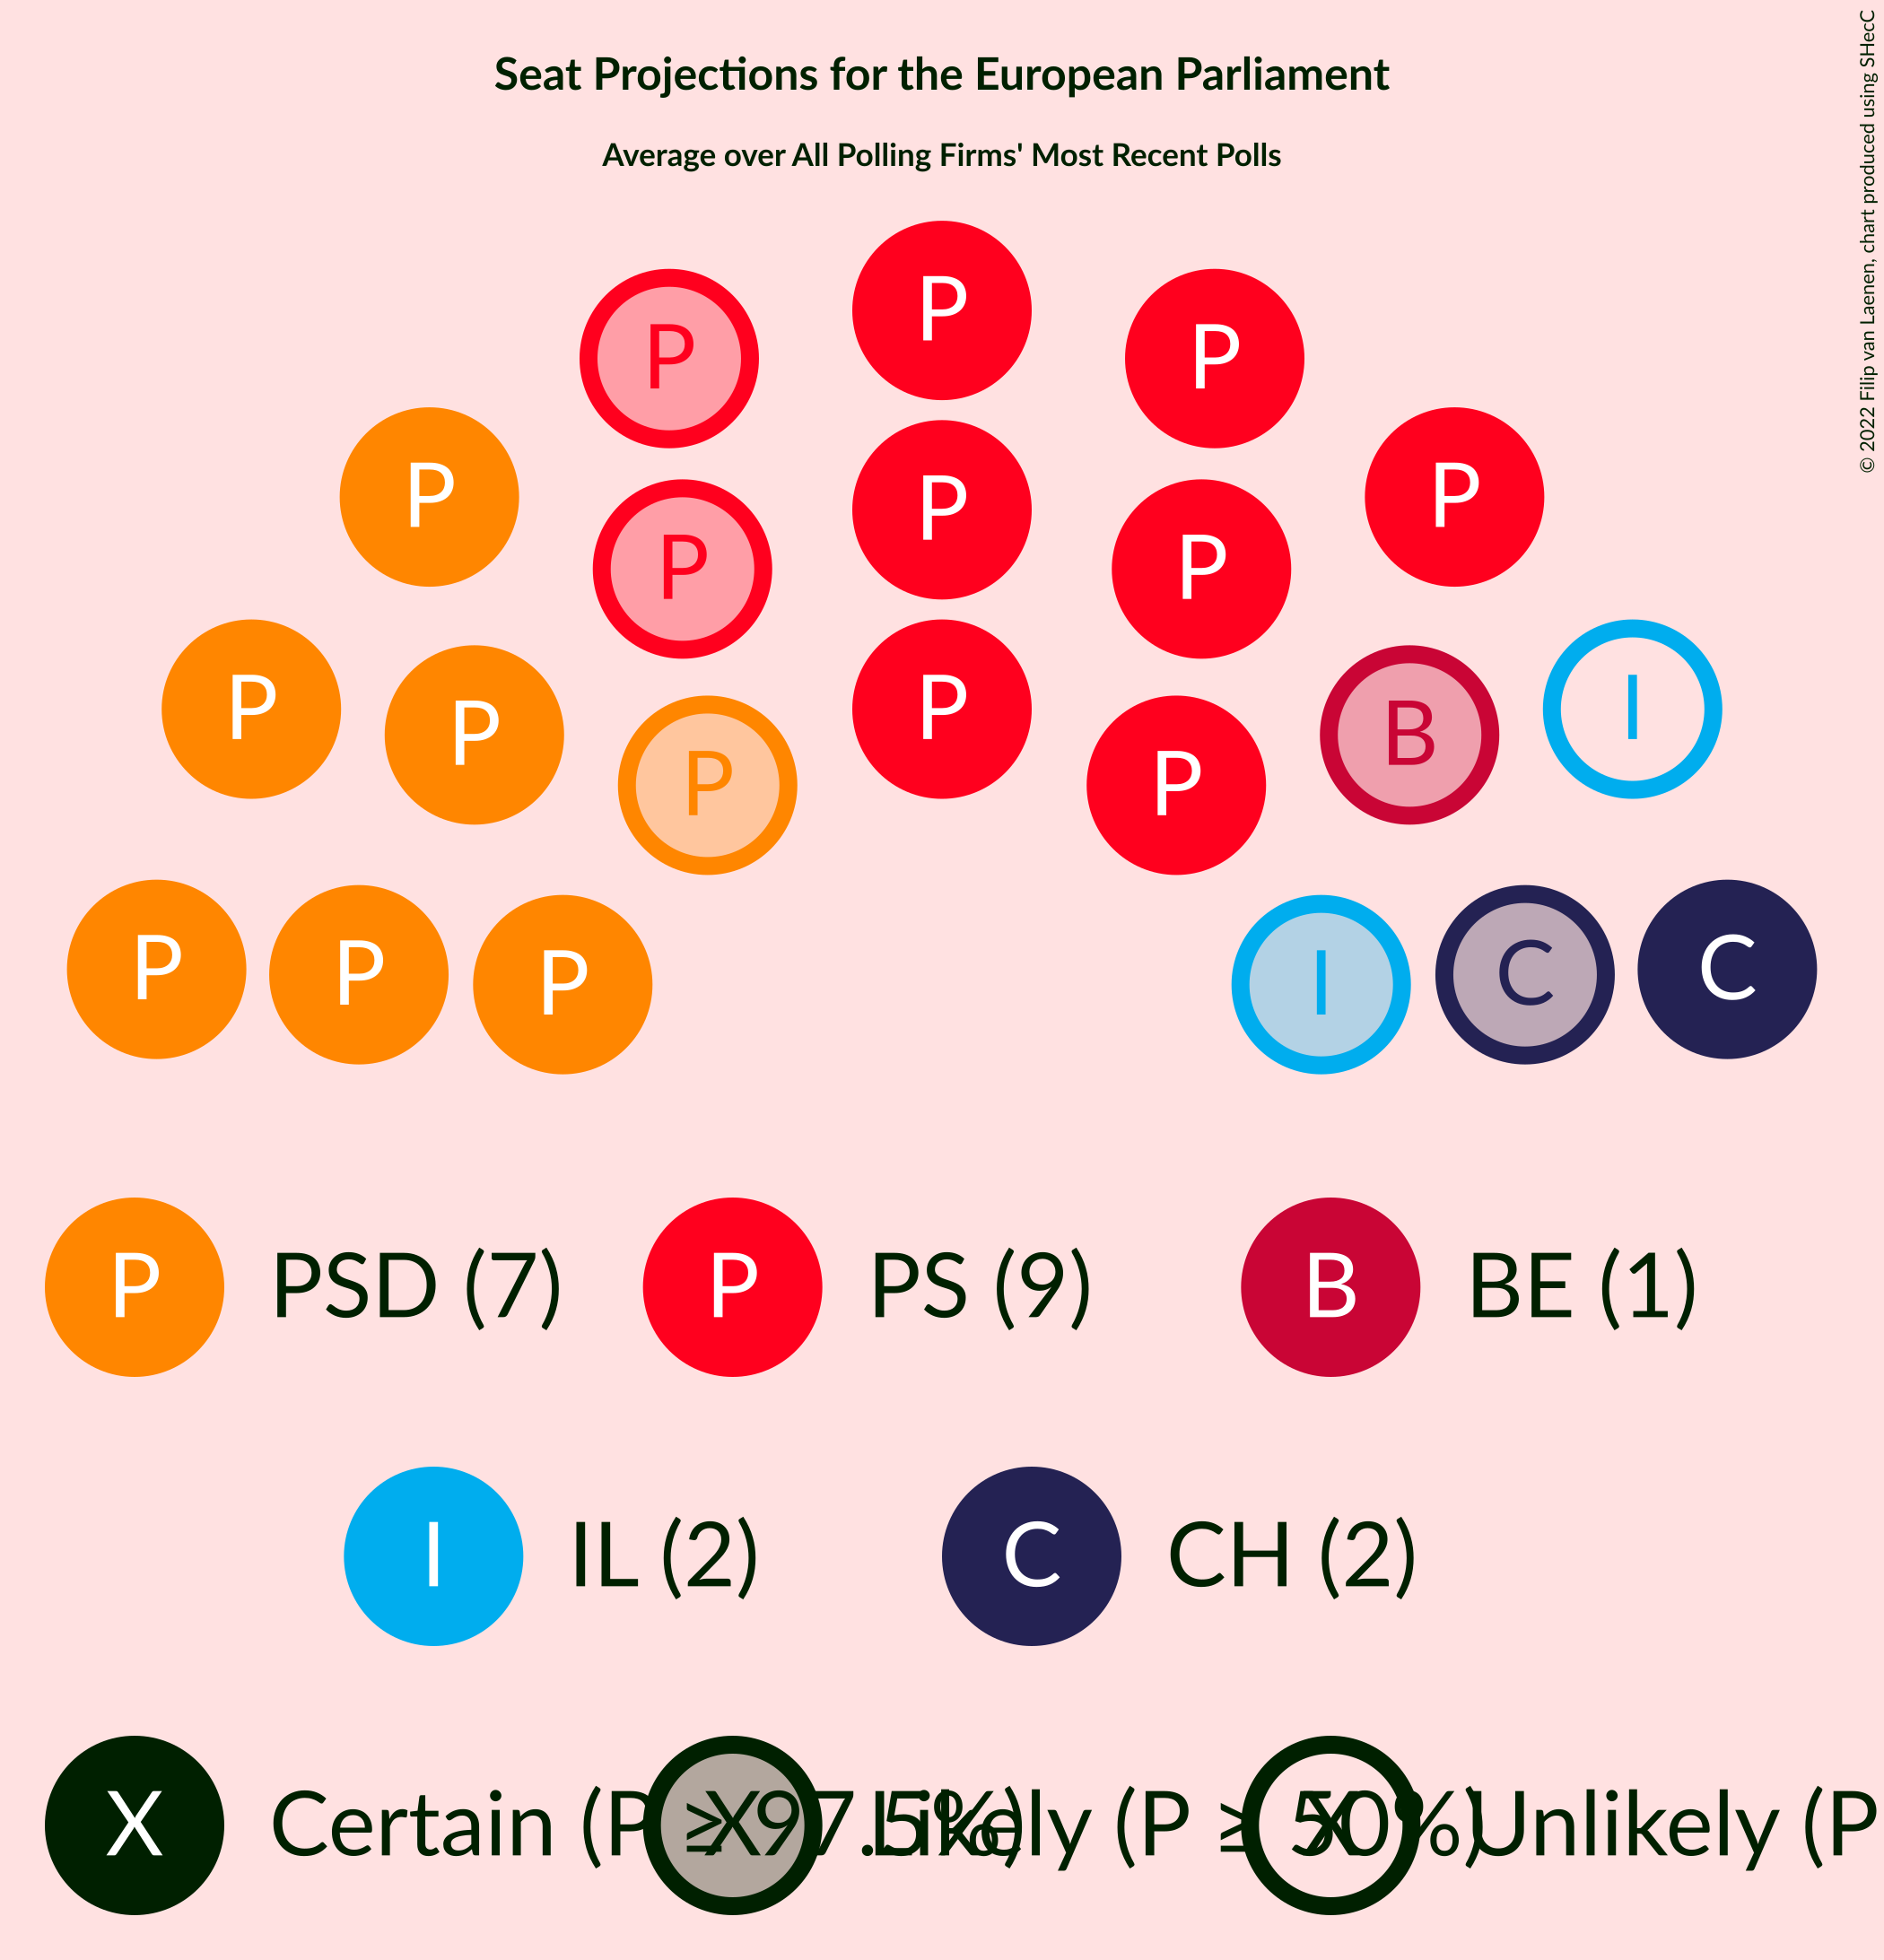 Seat Projections for the European Parliament
Average over All Polling Firms' Most Recent Polls
© 2022 Filip van Laenen, chart produced using SHecC
P
P P
P P
P
P P
P
P P
P P
B I
P P
P P P I C C
P PSD (7) P PS (9) B BE (1)
I IL (2) C CH (2)
X Certain (P ≥ 97.5%) X Likely (P ≥ 50%) X Unlikely (P